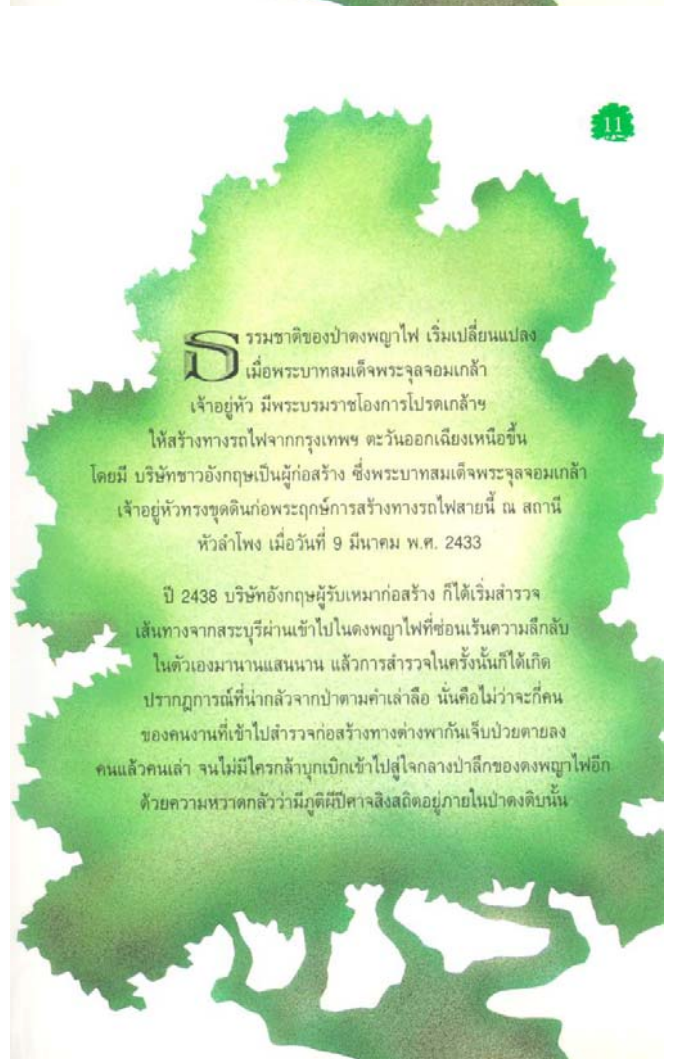 11
ธรรมชาติของป่าดงพญาไฟ เริ่มเปลี่ยนแปลง
เมื่อพระบาทสมเด็จพระจุลจอมเกล้า
เจ้าอยู่หัว มีพระบรมราชโองการโปรดเกล้าฯ
ให้สร้างทางรถไฟจากกรุงเทพฯ ตะวันออกเฉียงเหนือขึ้น
โดยมี บริษัทชาวอังกฤษเป็นผู้ก่อสร้าง ซึ่งพระบาทสมเด็จพระจุลจอมเกล้า
เจ้าอยู่หัวทรงขุดดินก่อพระฤกษ์การสร้างทางรถไฟสายนี้ ณ สถานี
หัวลำโพง เมื่อวันที่ 9 มีนาคม พ.ศ. 2433
ปี 2438 บริษัทอังกฤษผู้รับเหมาก่อสร้าง ก็ได้เริ่มสำรวจ
เส้นทางจากสระบุรีผ่านเข้าไปในดงพญาไฟที่ซ่อนเร้นความลึกลับ
ในตัวเองมานานแสนนาน แล้วการสำรวจในครั้งนั้นก็ได้เกิด
ปรากฏการณ์ที่น่ากลัวจากป่าตามคำเล่าลือ นั่นคือไม่ว่าจะกี่คน
ของคนงานที่เข้าไปสำรวจก่อสร้างทางต่างพากันเจ็บป่วยตายลง
คนแล้วคนเล่า จนไม่มีใครกล้าบุกเบิกเข้าไปสู่ใจกลางป่าลึกของดงพญาไฟอีก
ด้วยความหวาดกลัวว่ามีภูติผีปีศาจสิงสถิตอยู่ภายในป่าดงดิบนั้น